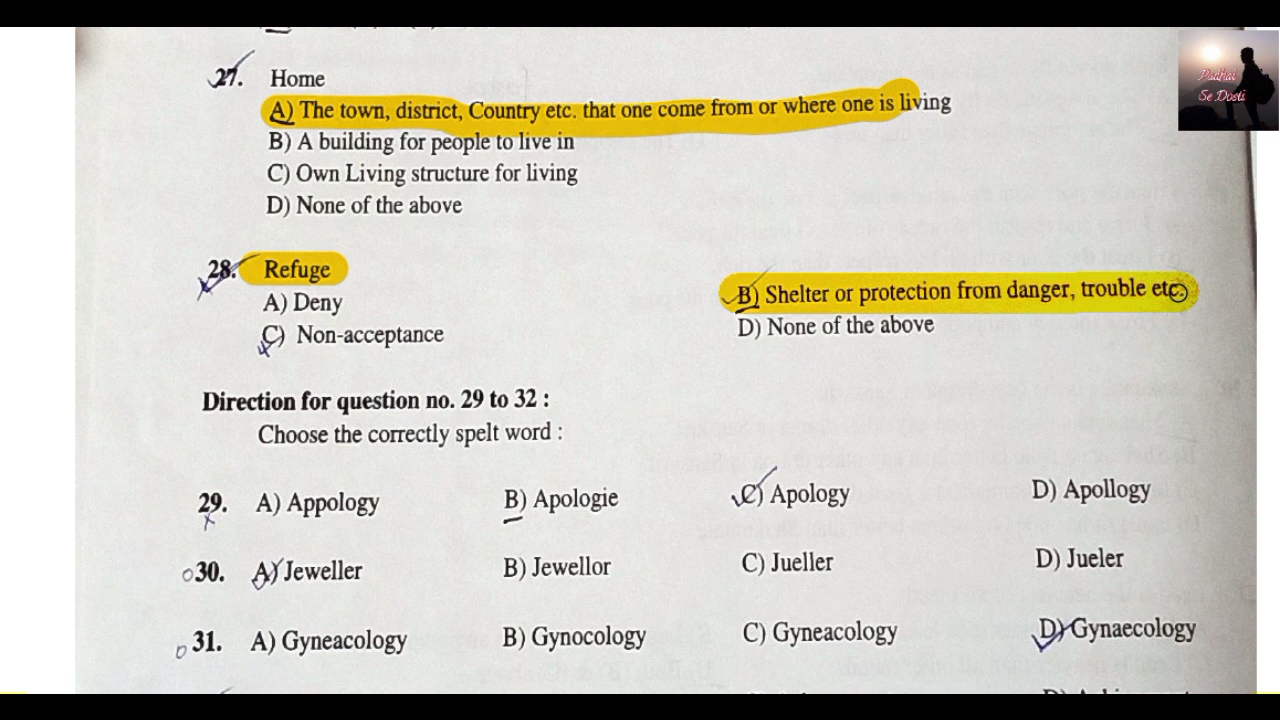 27. Home
A) The town, district, Country etc. that one come from or where one is living
B) A building for people to live in
C) Own Living structure for living
D) None of the above
28. Refuge
A) Deny
B) Shelter or protection from danger, trouble etc.
C) Non-acceptance
D) None of the above
Direction for question no. 29 to 32 :
Choose the correctly spelt word :
29. A) Appology B) Apologie C) Apology D) Apollogy
30. A) Jeweller B) Jewellor C) Jueller D) Jueler
31. A) Gyneacology B) Gynocology C) Gyneacology D) Gynaecology
Padhai
Se Dosti